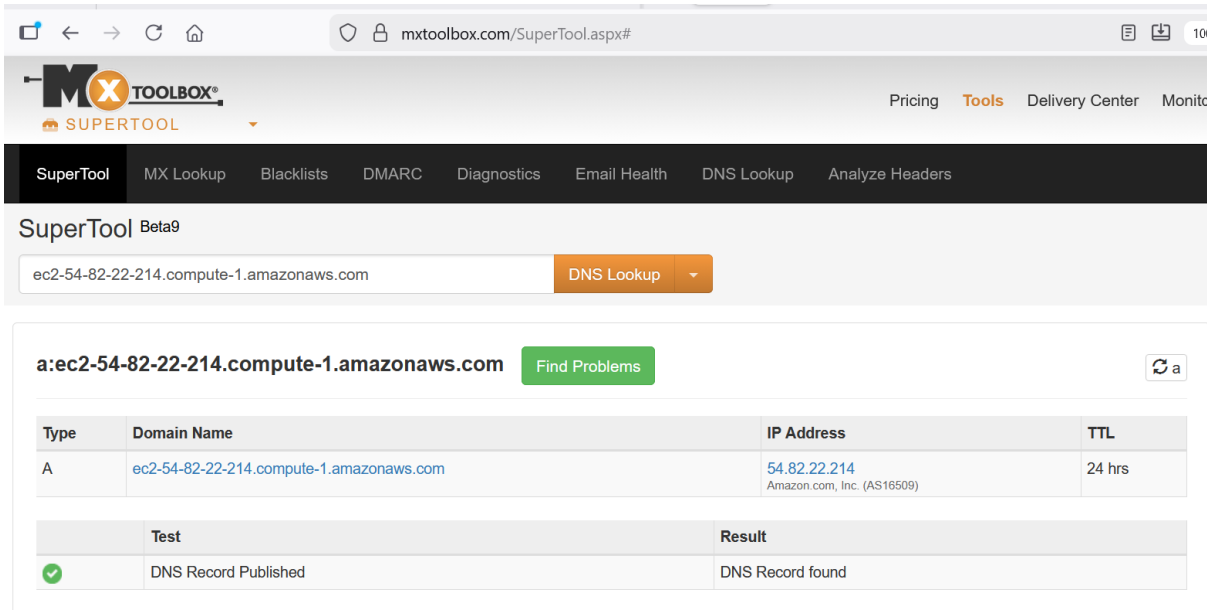 mxtoolbox.com/SuperTool.aspx#
MX TOOLBOX®
Pricing Tools Delivery Center
SUPERTOOL
SuperTool MX Lookup Blacklists DMARC Diagnostics Email Health DNS Lookup Analyze Headers
SuperTool Beta9
ec2-54-82-22-214.compute-1.amazonaws.com DNS Lookup
a:ec2-54-82-22-214.compute-1.amazonaws.com Find Problems a
Type Domain Name IP Address TTL
A ec2-54-82-22-214.compute-1.amazonaws.com 54.82.22.214 24 hrs
Amazon.com, Inc. (AS16509)
Test Result
DNS Record Published DNS Record found